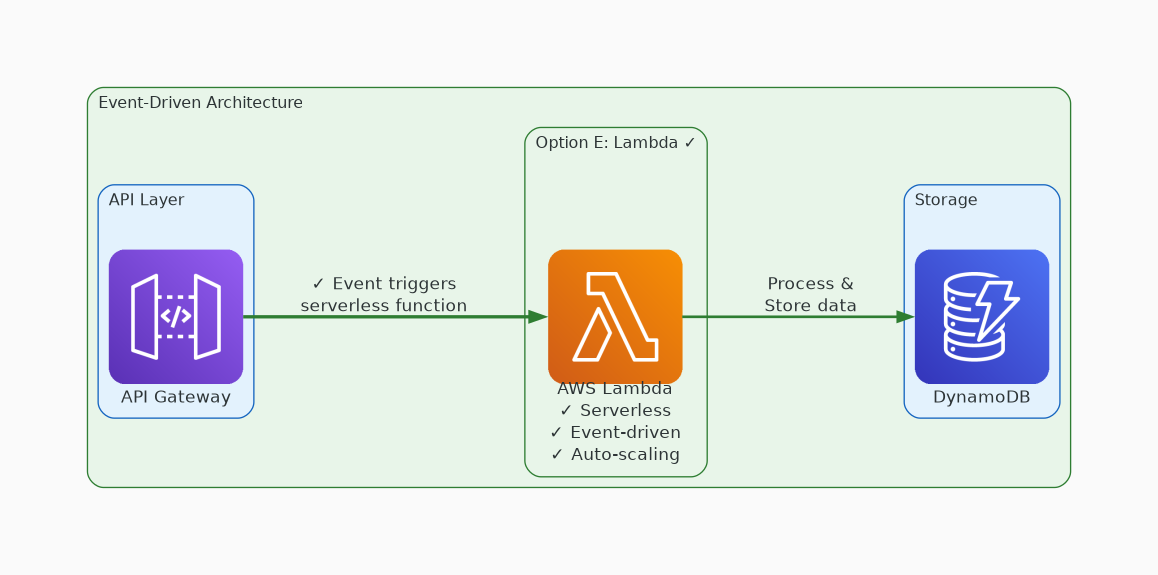 Event-Driven Architecture
Option E: Lambda ✓
API Layer
Storage
✓ Event triggers
serverless function
Process &
Store data
API Gateway
AWS Lambda
✓ Serverless
✓ Event-driven
✓ Auto-scaling
DynamoDB